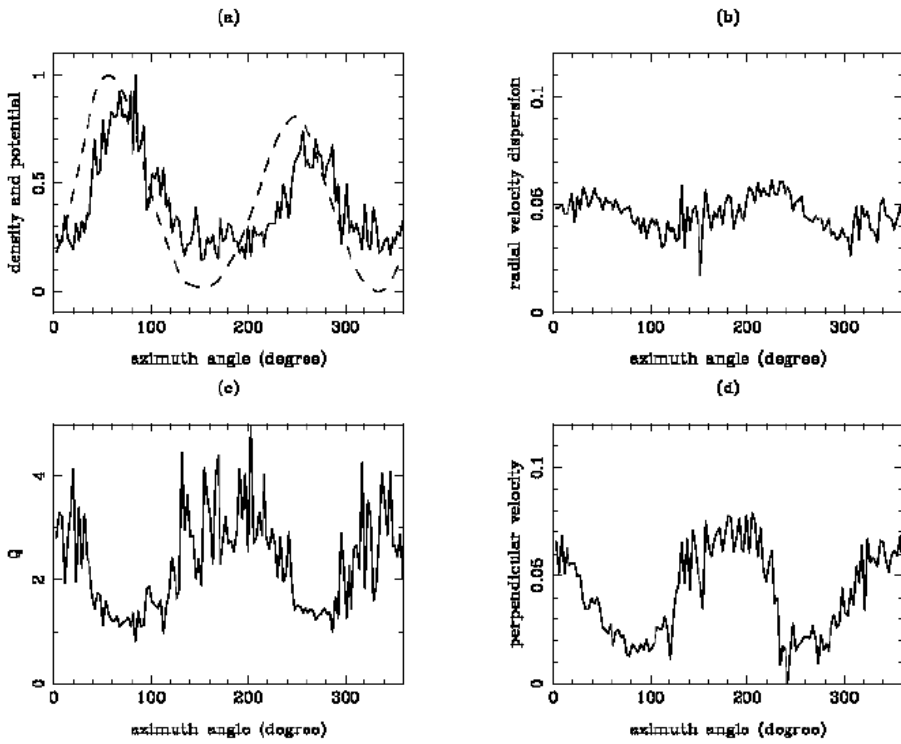 (a)
density and potential
1
0.5
0
0
100
200
300
azimuth angle (degree)
(b)
radial velocity dispersion
0.1
0.05
0
0
100
200
300
azimuth angle (degree)
(c)
Q
4
2
0
0
100
200
300
azimuth angle (degree)
(d)
perpendicular velocity
0.1
0.05
0
0
100
200
300
azimuth angle (degree)